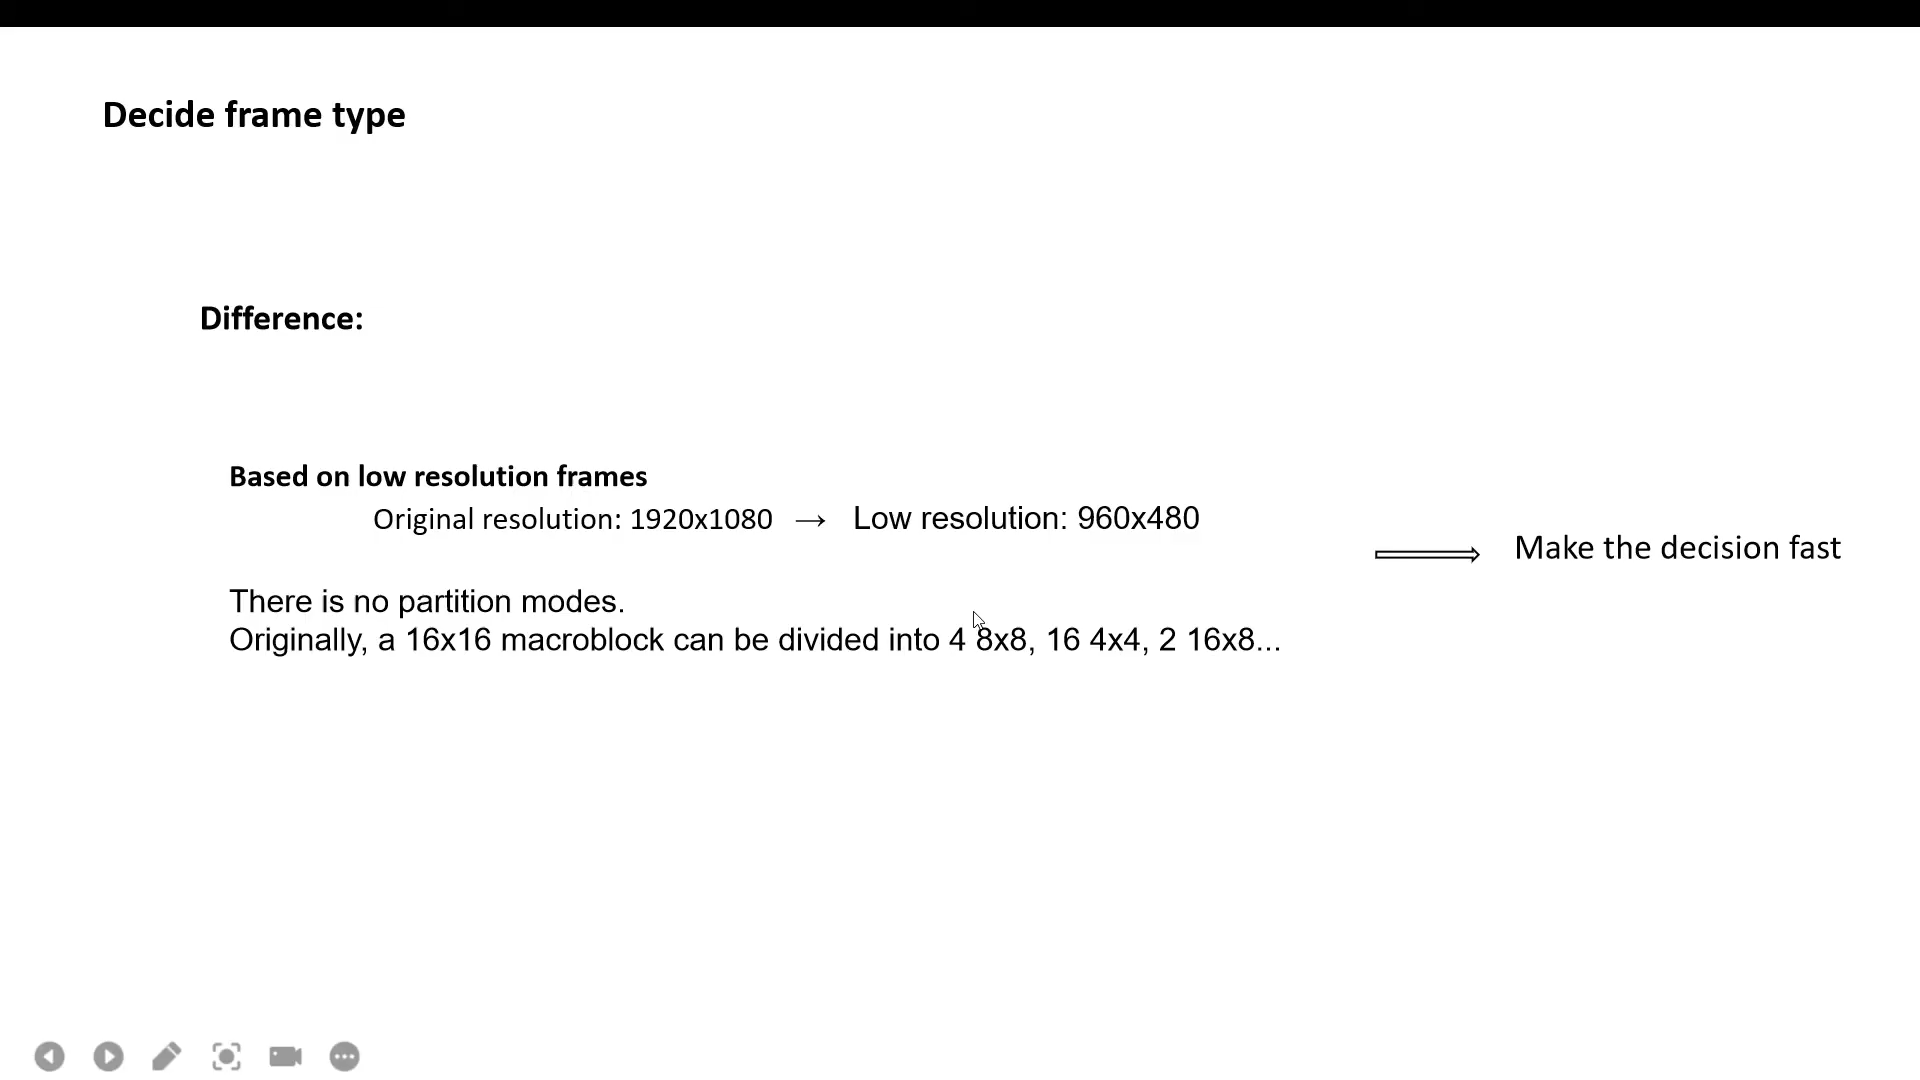 Decide frame type
Difference:
Based on low resolution frames
Original resolution: 1920x1080 → Low resolution: 960x480
Make the decision fast
There is no partition modes.
Originally, a 16x16 macroblock can be divided into 4 8x8, 16 4x4, 2 16x8...